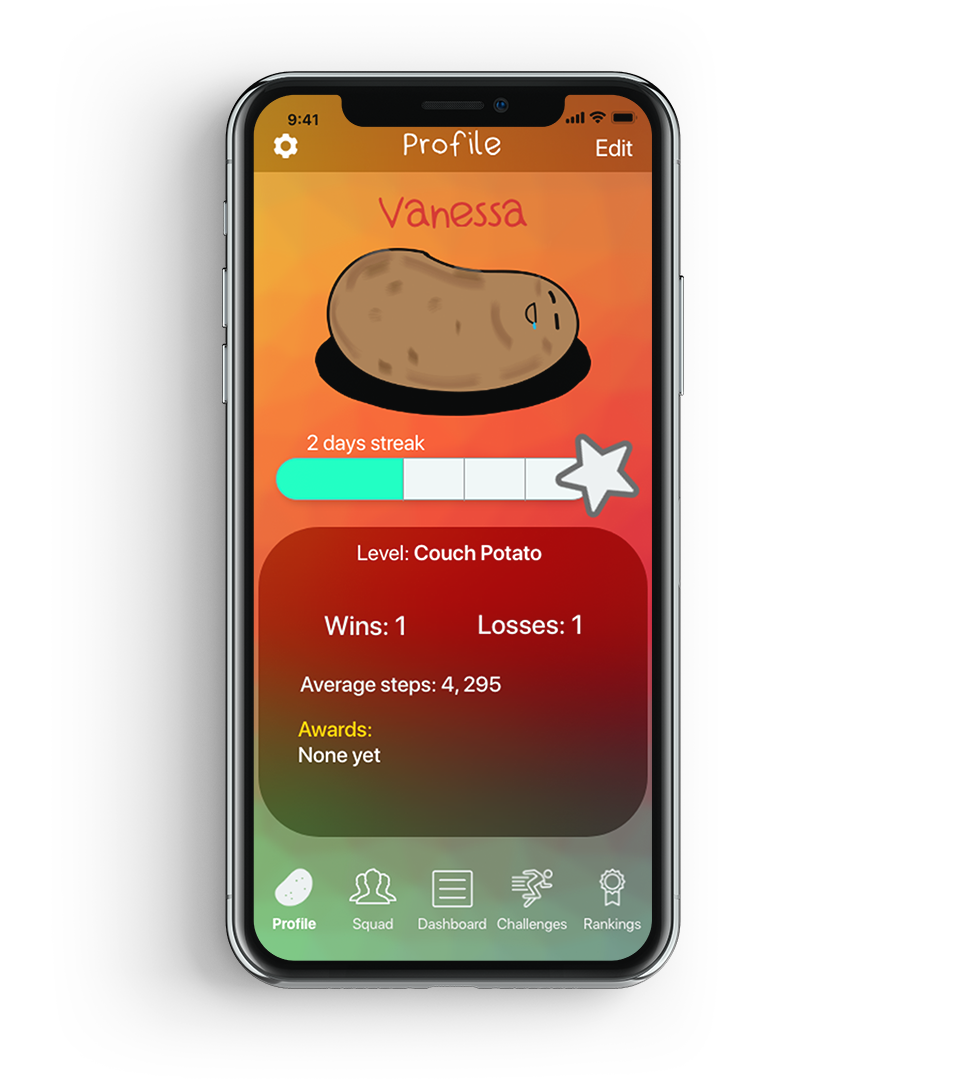 9:41
Profile
Edit
Vanessa
2 days streak
Level: Couch Potato
Wins: 1 Losses: 1
Average steps: 4, 295
Awards:
None yet
Profile Squad Dashboard Challenges Rankings